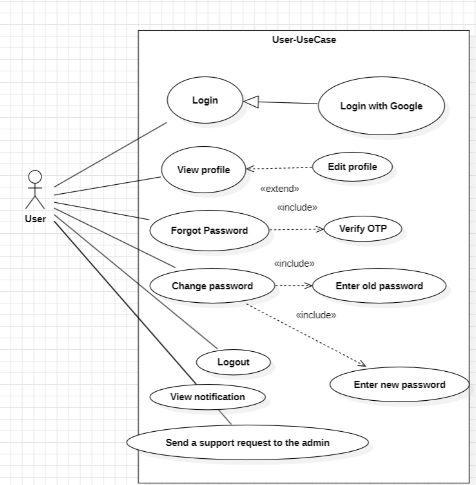 User-UseCase
Login
Login with Google
View profile
Edit profile
«extend»
«include»
User
Forgot Password
Verify OTP
«include»
Change password
Enter old password
«include»
Logout
Enter new password
View notification
Send a support request to the admin